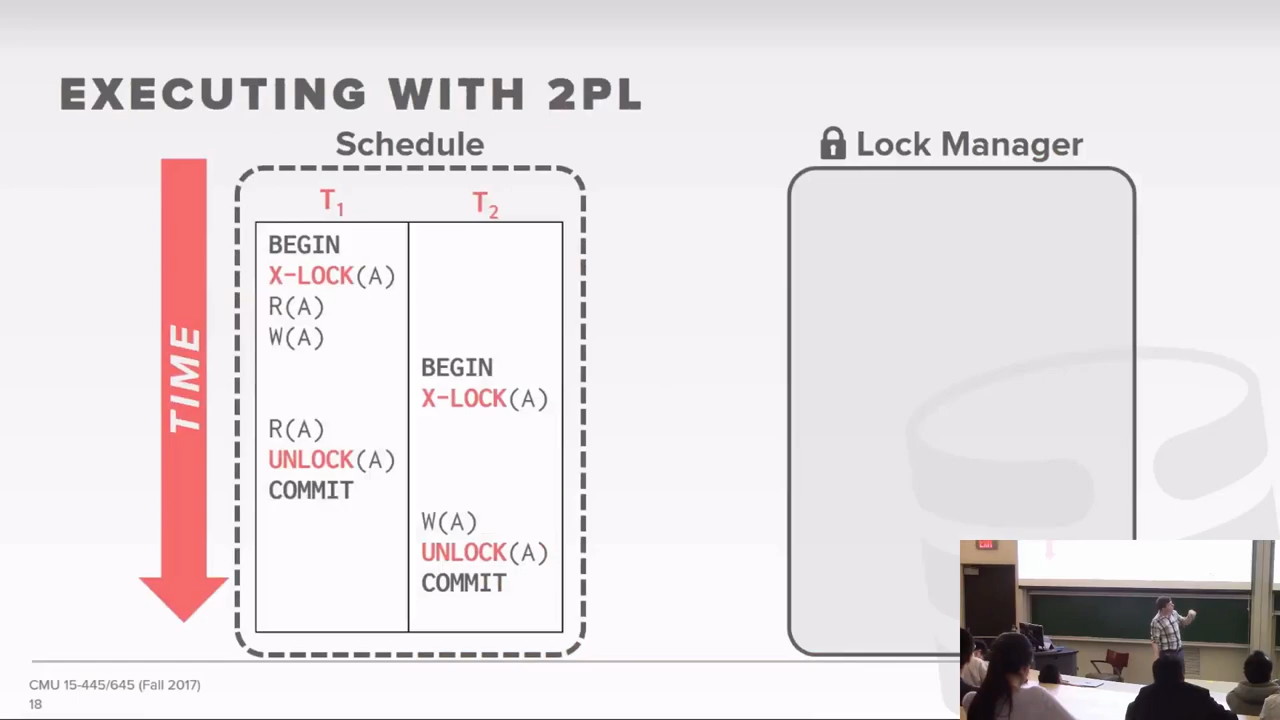 EXECUTING WITH 2PL
Schedule
TIME
T1
T2
BEGIN
X-LOCK(A)
R(A)
W(A)
BEGIN
X-LOCK(A)
R(A)
UNLOCK(A)
COMMIT
W(A)
UNLOCK(A)
COMMIT
Lock Manager
EXIT
CMU 15-445/645 (Fall 2017)
18